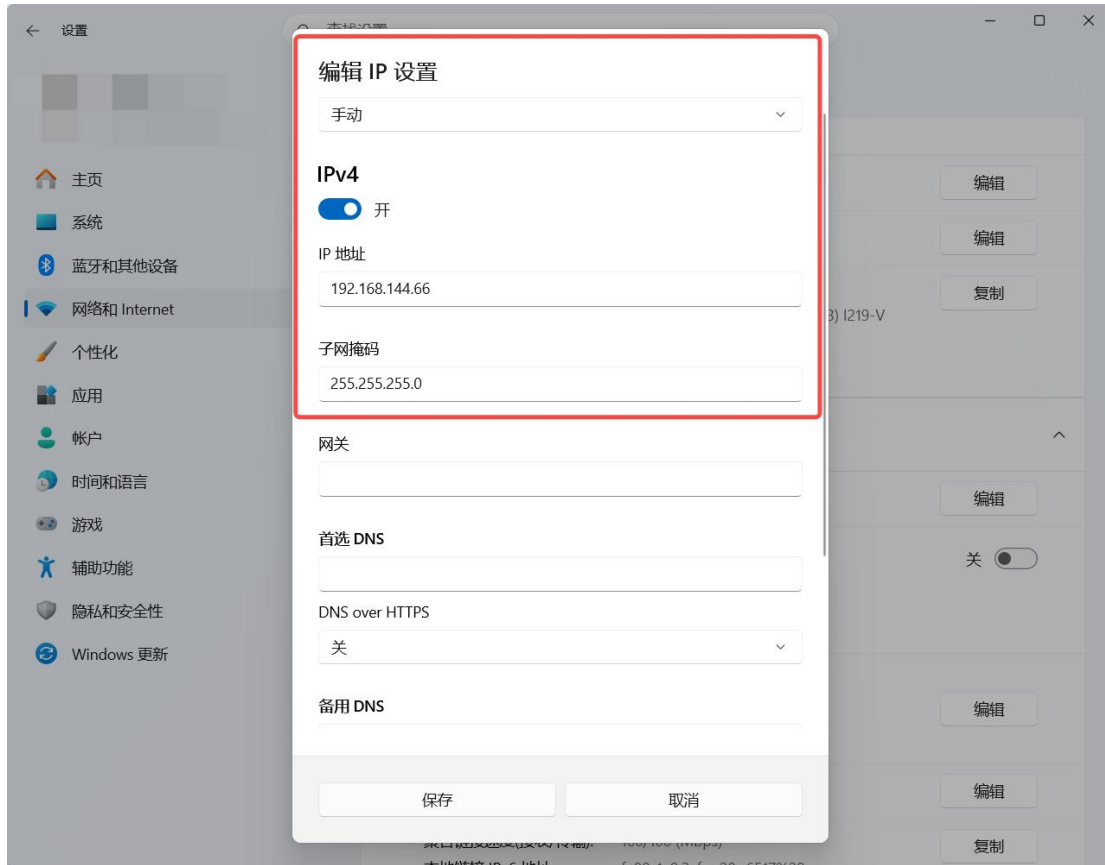 设置
编辑 IP 设置
手动
IPv4
开
IP 地址
192.168.144.66
子网掩码
255.255.255.0
网关
首选 DNS
DNS over HTTPS
关
备用 DNS
保存
取消
主页
系统
蓝牙和其他设备
网络和 Internet
个性化
应用
帐户
时间和语言
游戏
辅助功能
隐私和安全性
Windows 更新
编辑
编辑
复制
3) I219-V
编辑
关
编辑
编辑
复制